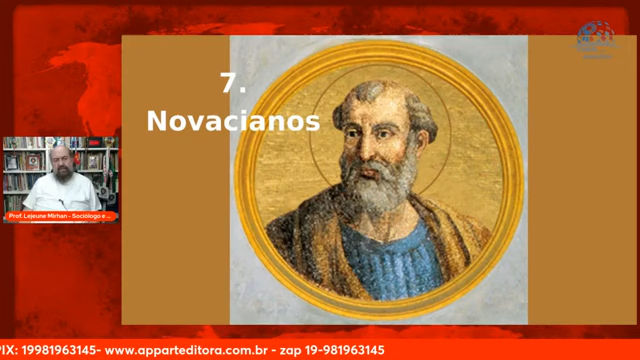 7.
Novacianos
Prof. Lejeune Mirhan - Sociólogo e ...
PIX: 19981963145- www.apparteditora.com.br - zap 19-981963145